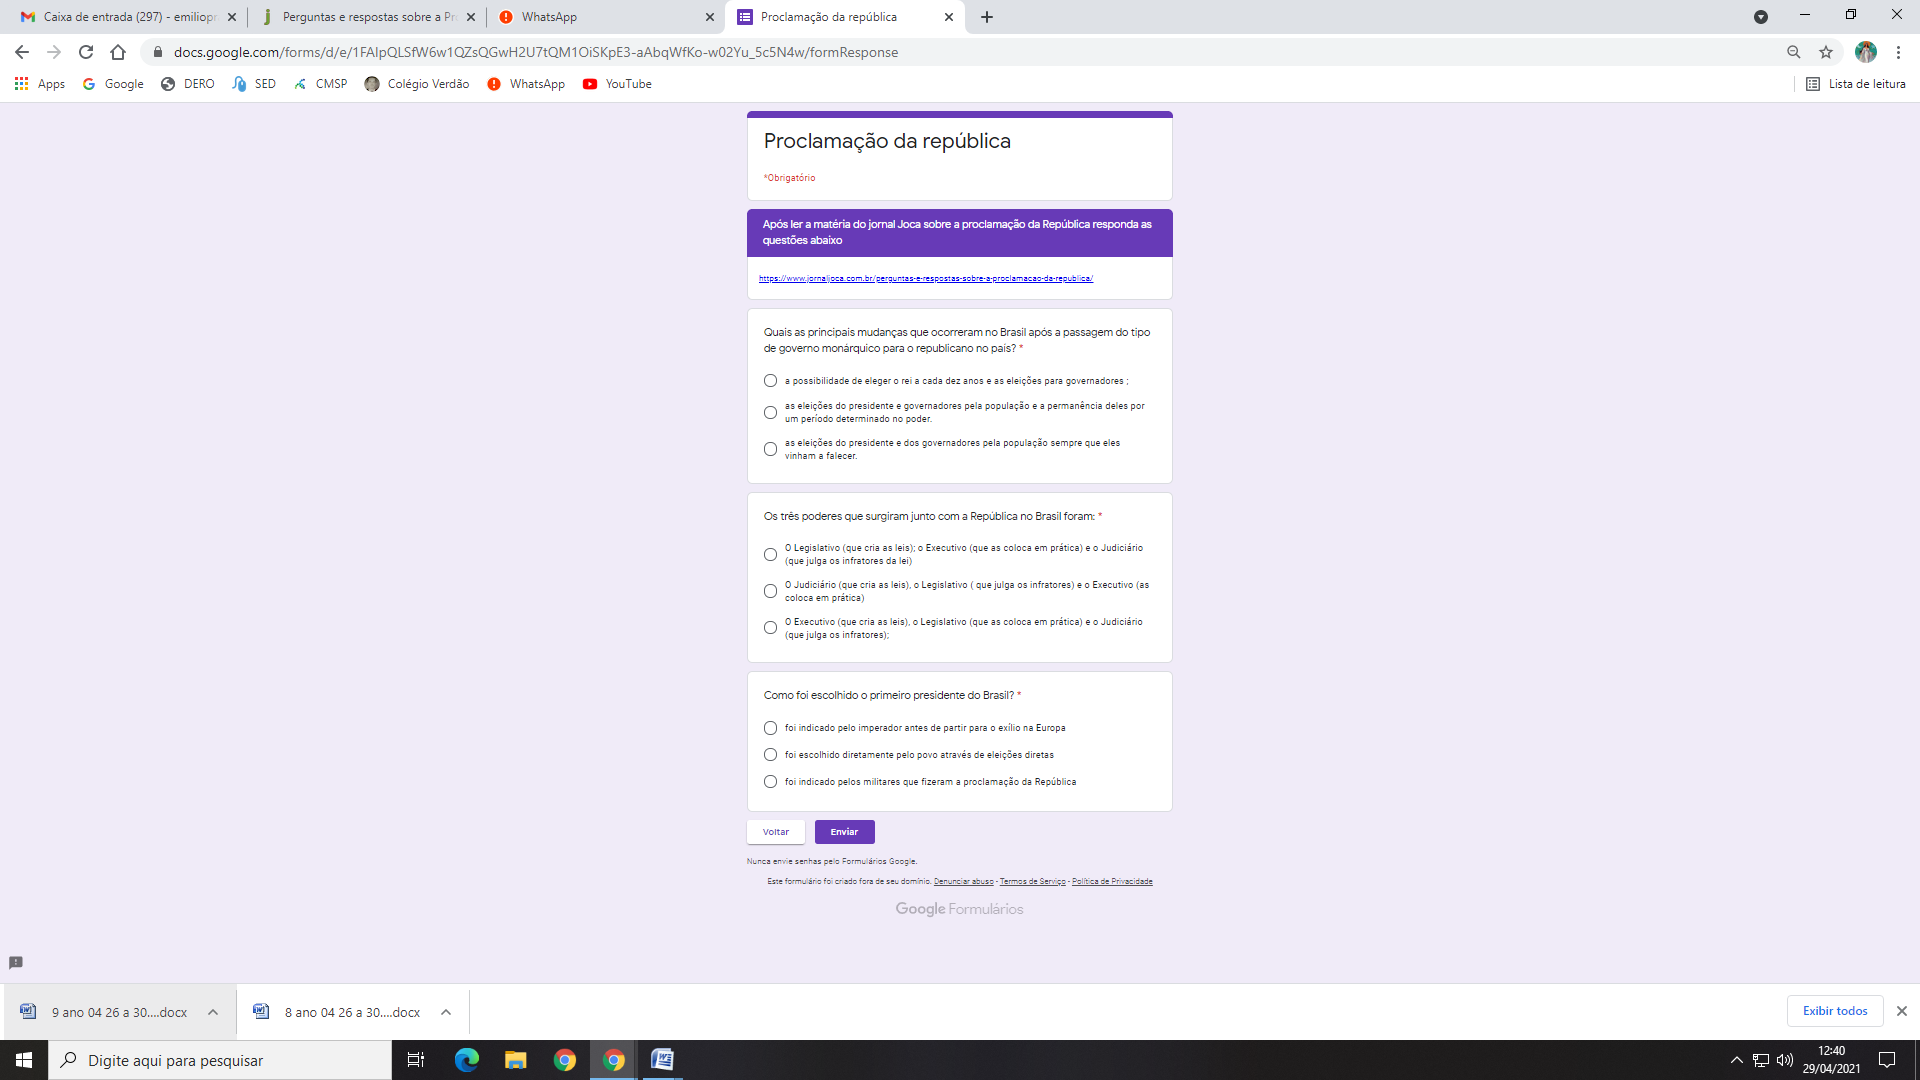 Caixa de entrada (297) - emiliopr
Perguntas e respostas sobre a Pro
WhatsApp
Proclamação da república
docs.google.com/forms/d/e/1FAIpQLSfW6w1QZsQGwH2U7tQM1OiSKpE3-aAbqWfKo-w02Yu_5c5N4w/formResponse
Apps
Google
DERO
SED
CMSP
Colégio Verdão
WhatsApp
YouTube
Lista de leitura
Proclamação da república
*Obrigatório
Após ler a matéria do jornal Joca sobre a proclamação da República responda as
questões abaixo
https://www.jornaljoca.com.br/perguntas-e-respostas-sobre-a-proclamacao-da-republica/
Quais as principais mudanças que ocorreram no Brasil após a passagem do tipo
de governo monárquico para o republicano no país? *
a possibilidade de eleger o rei a cada dez anos e as eleições para governadores ;
as eleições do presidente e governadores pela população e a permanência deles por
um período determinado no poder.
as eleições do presidente e dos governadores pela população sempre que eles
vinham a falecer.
Os três poderes que surgiram junto com a República no Brasil foram: *
O Legislativo (que cria as leis); o Executivo (que as coloca em prática) e o Judiciário
(que julga os infratores da lei)
O Judiciário (que cria as leis), o Legislativo ( que julga os infratores) e o Executivo (as
coloca em prática)
O Executivo (que cria as leis), o Legislativo (que as coloca em prática) e o Judiciário
(que julga os infratores);
Como foi escolhido o primeiro presidente do Brasil? *
foi indicado pelo imperador antes de partir para o exílio na Europa
foi escolhido diretamente pelo povo através de eleições diretas
foi indicado pelos militares que fizeram a proclamação da República
Voltar
Enviar
Nunca envie senhas pelo Formulários Google.
Este formulário foi criado fora de seu domínio. Denunciar abuso - Termos de Serviço - Política de Privacidade
Google Formulários
9 ano 04 26 a 30....docx
8 ano 04 26 a 30....docx
Exibir todos
Digite aqui para pesquisar
12:40
29/04/2021